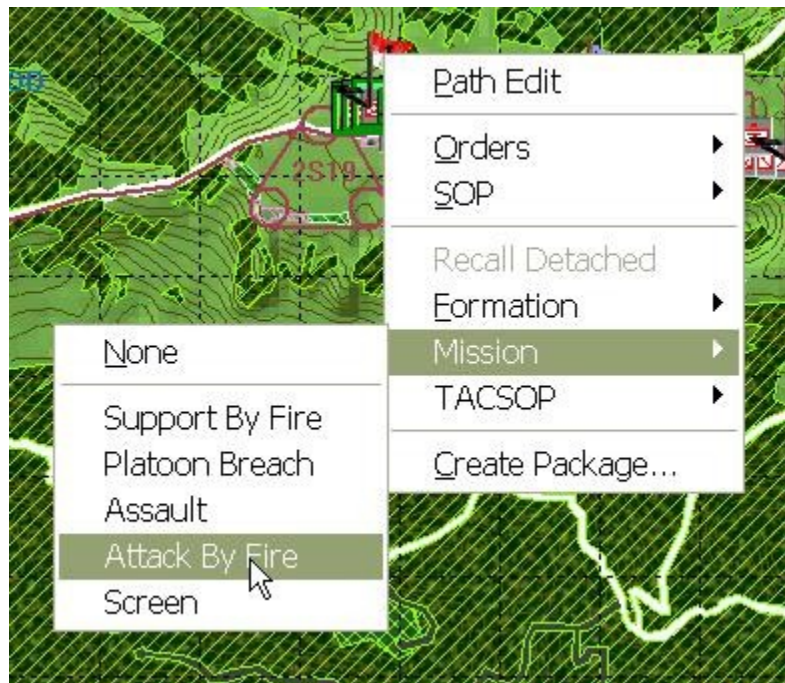 2S19
Path Edit
Orders
SOP
Recall Detached
Formation
Mission
TACSOP
Create Package...
None
Support By Fire
Platoon Breach
Assault
Attack By Fire
Screen